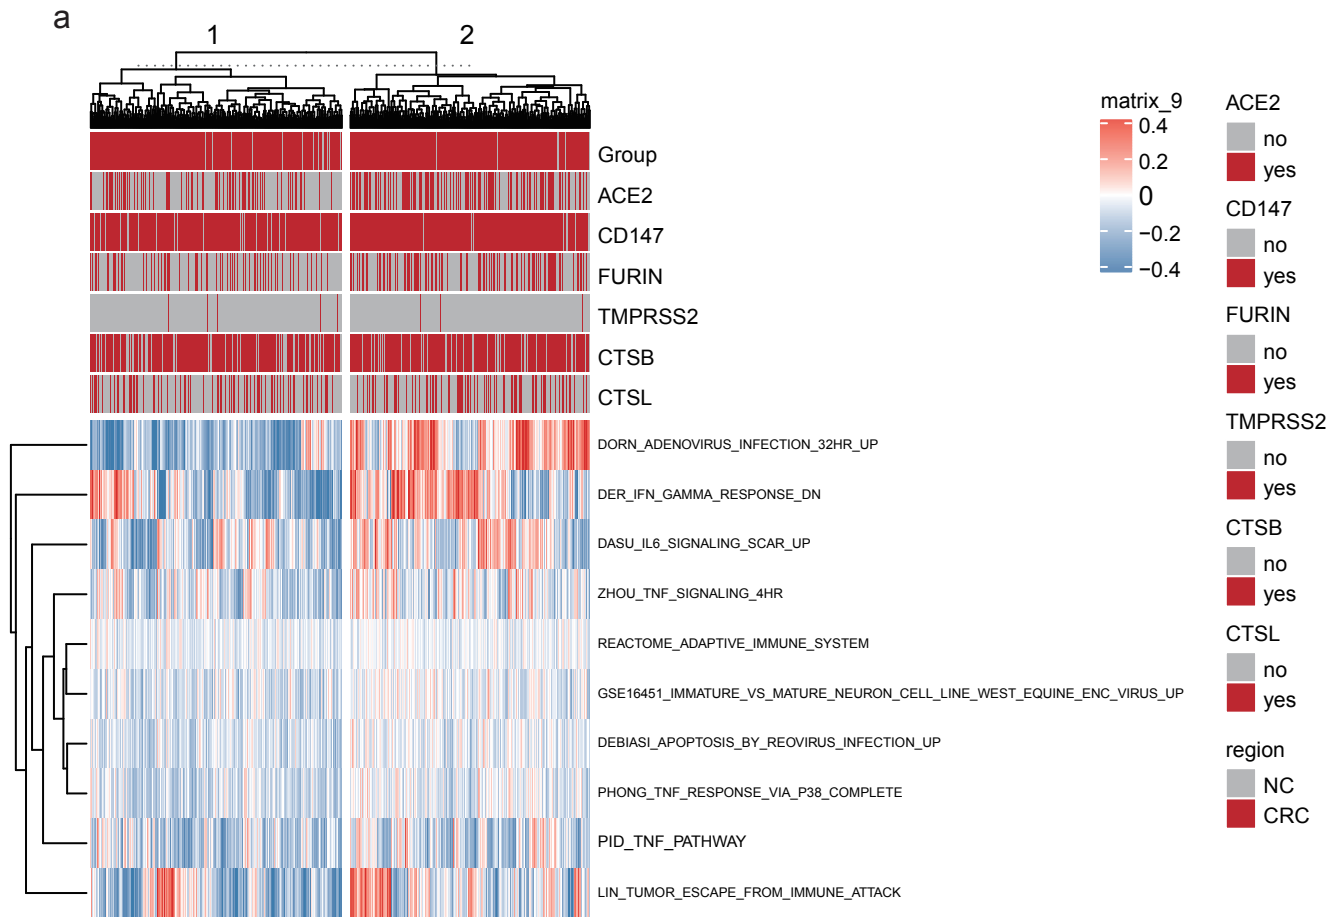 a
1
2
Group
ACE2
CD147
FURIN
TMPRSS2
CTSB
CTSL
DORN_ADENOVIRUS_INFECTION_32HR_UP
DER_IFN_GAMMA_RESPONSE_DN
DASU_IL6_SIGNALING_SCAR_UP
ZHOU_TNF_SIGNALING_4HR
REACTOME_ADAPTIVE_IMMUNE_SYSTEM
GSE16451_IMMATURE_VS_MATURE_NEURON_CELL_LINE_WEST_EQUINE_ENC_VIRUS_UP
DEBIASI_APOPTOSIS_BY_REOVIRUS_INFECTION_UP
PHONG_TNF_RESPONSE_VIA_P38_COMPLETE
PID_TNF_PATHWAY
LIN_TUMOR_ESCAPE_FROM_IMMUNE_ATTACK
matrix_9
0.4
0.2
0
−0.2
−0.4
ACE2
no
yes
CD147
no
yes
FURIN
no
yes
TMPRSS2
no
yes
CTSB
no
yes
CTSL
no
yes
region
NC
CRC